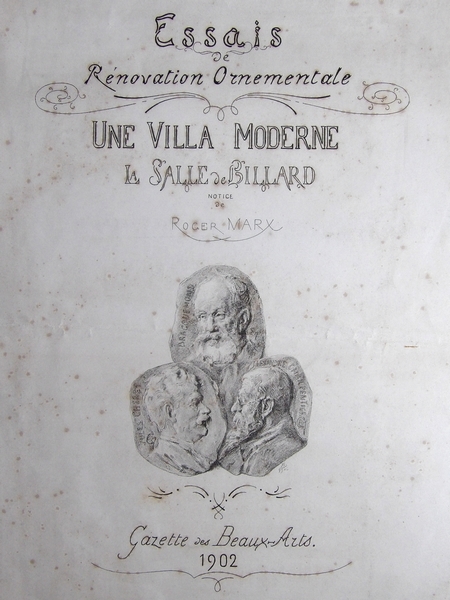 Essais
de
Rénovation Ornementale
UNE VILLA MODERNE
LA SALLE de BILLARD
NOTICE
De
ROGER-MARX
Gazette des Beaux-Arts.
1902